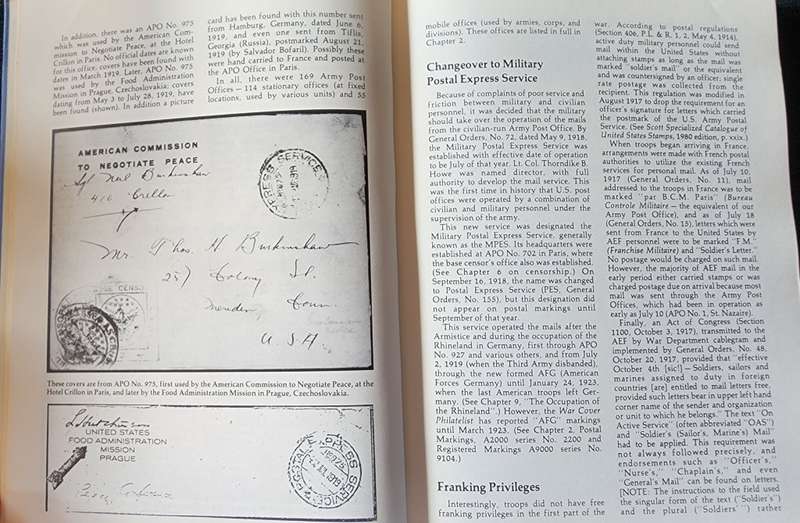 In addition, there was an APO No. 975
which was used by the American Com-
mission to Negotiate Peace, at the Hotel
Crillon in Paris. No official dates are known
for this office; covers have been found with
dates in March 1919. Later, APO No. 975
was used by the Food Administration
Mission in Prague, Czechoslovakia; covers
dating from May 3 to July 28, 1919, have
been found (shown). In addition a picture
card has been found with this number sent
from Hamburg, Germany, dated June 6,
1919, and even one sent from Tiflis,
Georgia (Russia), postmarked August 21,
1919 (by Salvador Bofaril). Possibly these
were hand carried to France and posted at
the APO Office in Paris.
In all, there were 169 Army Post
Offices – 114 stationary offices (at fixed
locations, used by various units) and 55
AMERICAN COMMISSION
TO NEGOTIATE PEACE
Crillon
Mr. Thos. H Burkinshaw
257 Colony St.
Conn
U S A
These covers are from APO No. 975, first used by the American Commission to Negotiate Peace, at the
Hotel Crillon in Paris, and later by the Food Administration Mission in Prague, Czechoslovakia.
UNITED STATES
FOOD ADMINISTRATION
MISSION
PRAGUE
Peace Conference
mobile offices (used by armies, corps, and
divisions). These offices are listed in full in
Chapter 2.
Changeover to Military
Postal Express Service
Because of complaints of poor service and
friction between military and civilian
personnel, it was decided that the military
should take over the operation of the mails
from the civilian-run Army Post Office. By
General Orders, No. 72, dated May 9, 1918,
the Military Postal Express Service was
established with effective date of operation
to be July of that year. Lt. Col. Thorndike B.
Howe was named director, with full
authority to develop the mail service. This
was the first time in history that U.S. post
offices were operated by a combination of
civilian and military personnel under the
supervision of the army.
This new service was designated the
Military Postal Express Service, generally
known as the MPES. Its headquarters were
established at APO No. 702 in Paris, where
the base censor's office also was established.
(See Chapter 6 on censorship.) On
September 16, 1918, the name was changed
to Postal Express Service (PES, General
Orders, No. 155), but this designation did
not appear on postal markings until
September of that year.
This service operated the mails after the
Armistice and during the occupation of the
Rhineland in Germany, first through APO
No. 927 and various others, and from July
2, 1919 (when the Third Army disbanded),
through the new formed AFG (American
Forces Germany) until January 24, 1923,
when the last American troops left Ger-
many. (See Chapter 9, "The Occupation of
the Rhineland".) However, the War Cover
Philatelist has reported "AFG" markings
until March 1923. (See Chapter 2, Postal
Markings, A2000 series No. 2200 and
Registered Markings A9000 series No.
9104.)
Franking Privileges
Interestingly, troops did not have free
franking privileges in the first part of the
war. According to postal regulations
(Section 406, P.L. & R. 1, 2, May 4, 1914),
active duty military personnel could send
mail within the United States without
attaching stamps as long as the mail was
marked "soldier's mail" or the equivalent
and was countersigned by an officer; single
rate postage was collected from the
recipient. This regulation was modified in
August 1917 to drop the requirement for an
officer's signature for letters which carried
the postmark of the U.S. Army Postal
Service. (See Scott Specialized Catalogue of
United States Stamps, 1980 edition, p. xxix.)
When troops began arriving in France,
arrangements were made with French postal
authorities to utilize the existing French
services for personal mail. As of July 10,
1917 (General Orders, No. 11), mail
addressed to the troops in France was to be
marked "par B.C.M. Paris" (Bureau
Controle Militaire – the equivalent of our
Army Post Office), and as of July 18
(General Orders, No. 13), letters which were
sent from France to the United States by
AEF personnel were to be marked "F.M."
(Franchise Militaire) and "Soldier's Letter."
No postage would be charged on such mail.
However, the majority of AEF mail in the
early period either carried stamps or was
charged postage due on arrival because most
mail was sent through the Army Post
Offices, which had been in operation as
early as July 10 (APO No. 1, St. Nazaire).
Finally, an Act of Congress (Section
1100, October 3, 1917), transmitted to the
AEF by War Department cablegram and
implemented by General Orders, No. 48,
October 20, 1917, provided that "effective
October 4th [sic!] – Soldiers, sailors and
marines assigned to duty in foreign
countries [are] entitled to mail letters free,
provided such letters bear in upper left hand
corner name of the sender and organization
or unit to which he belongs." The text "On
Active Service" (often abbreviated "OAS")
and "Soldier's (Sailor's, Marine's) Mail"
had to be applied. This requirement was
not always followed precisely, and
endorsements such as "Officer's,"
"Nurse's," "Chaplain's," and even
"General's Mail" can be found on letters.
[NOTE: The instructions to the field used
the singular form of the text ("Soldier's")
and the plural ("Soldiers'") rather